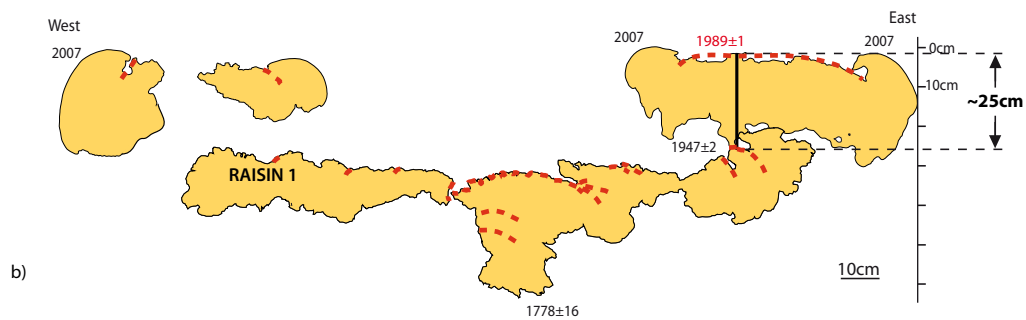 West
East
2007
2007
1989±1
2007
0cm
10cm
~25cm
1947±2
RAISIN 1
b)
10cm
1778±16